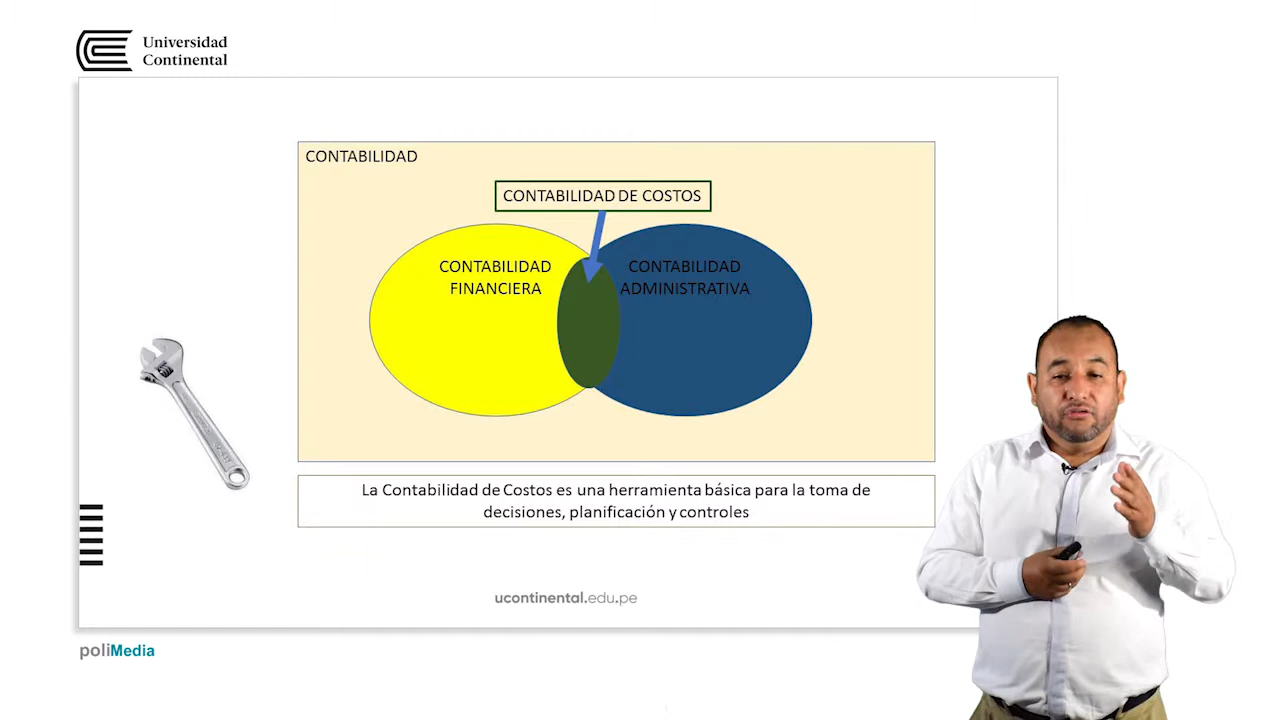 Universidad
Continental
CONTABILIDAD
CONTABILIDAD DE COSTOS
CONTABILIDAD
FINANCIERA
CONTABILIDAD
ADMINISTRATIVA
La Contabilidad de Costos es una herramienta básica para la toma de
decisiones, planificación y controles
ucontinental.edu.pe
poliMedia